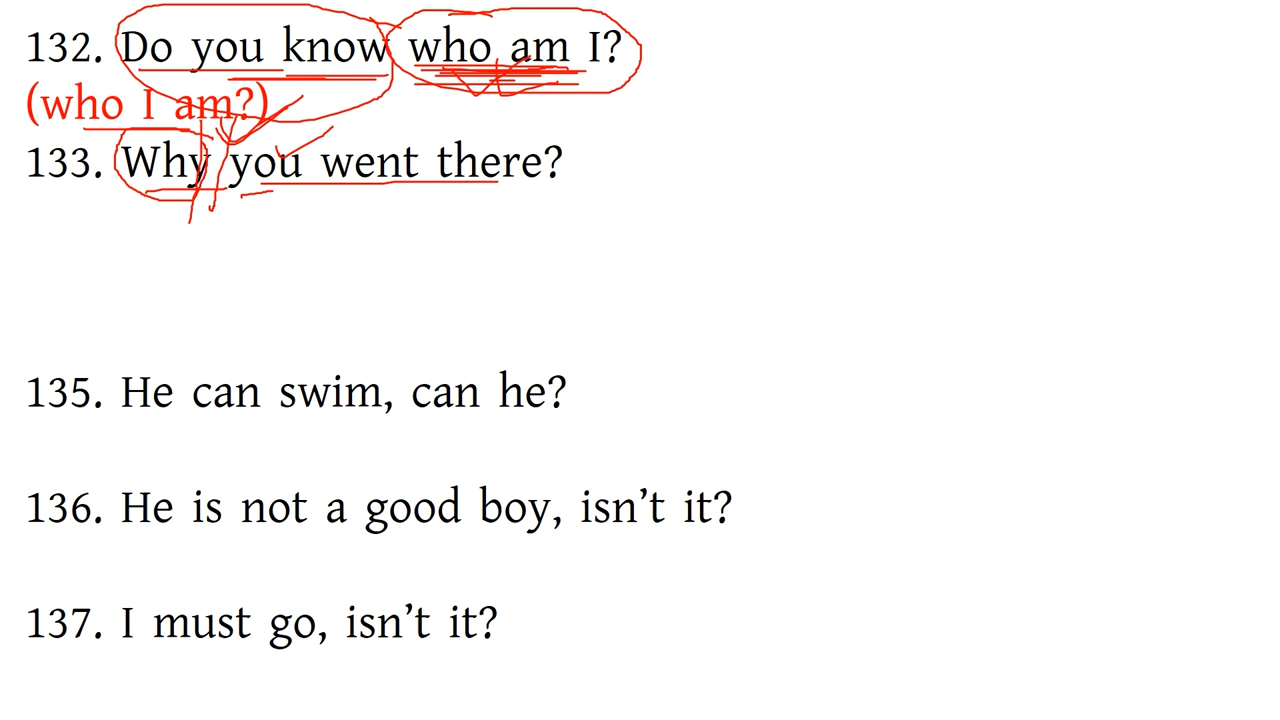 132. Do you know who am I?
(who I am?)
133. Why you went there?
135. He can swim, can he?
136. He is not a good boy, isn’t it?
137. I must go, isn’t it?